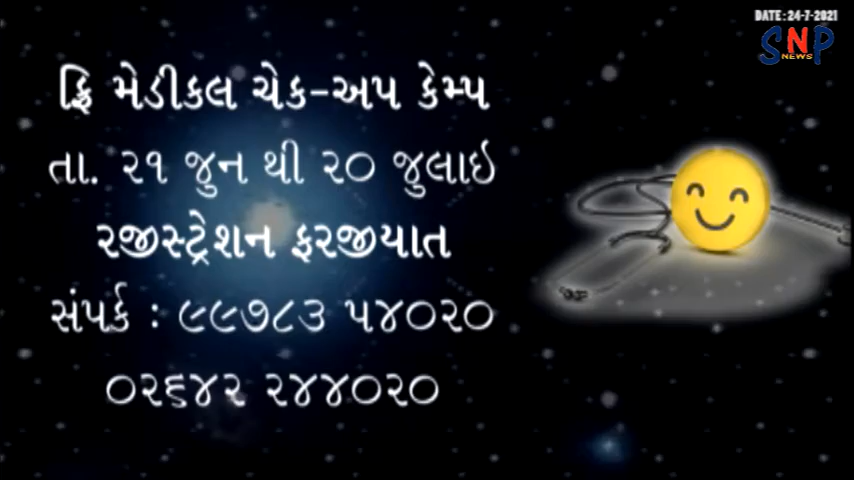 DATE : 24-7-2021
SNP
NEWS
ફ્રિ મેડીકલ ચેક-અપ કેમ્પ
તા. ૨૧ જુન થી ૨૦ જુલાઇ
રજીસ્ટ્રેશન ફરજીયાત
સંપર્ક : ૯૯૭૮૩ ૫૪૦૨૦
૦૨૬૪૨ ૨૪૪૦૨૦